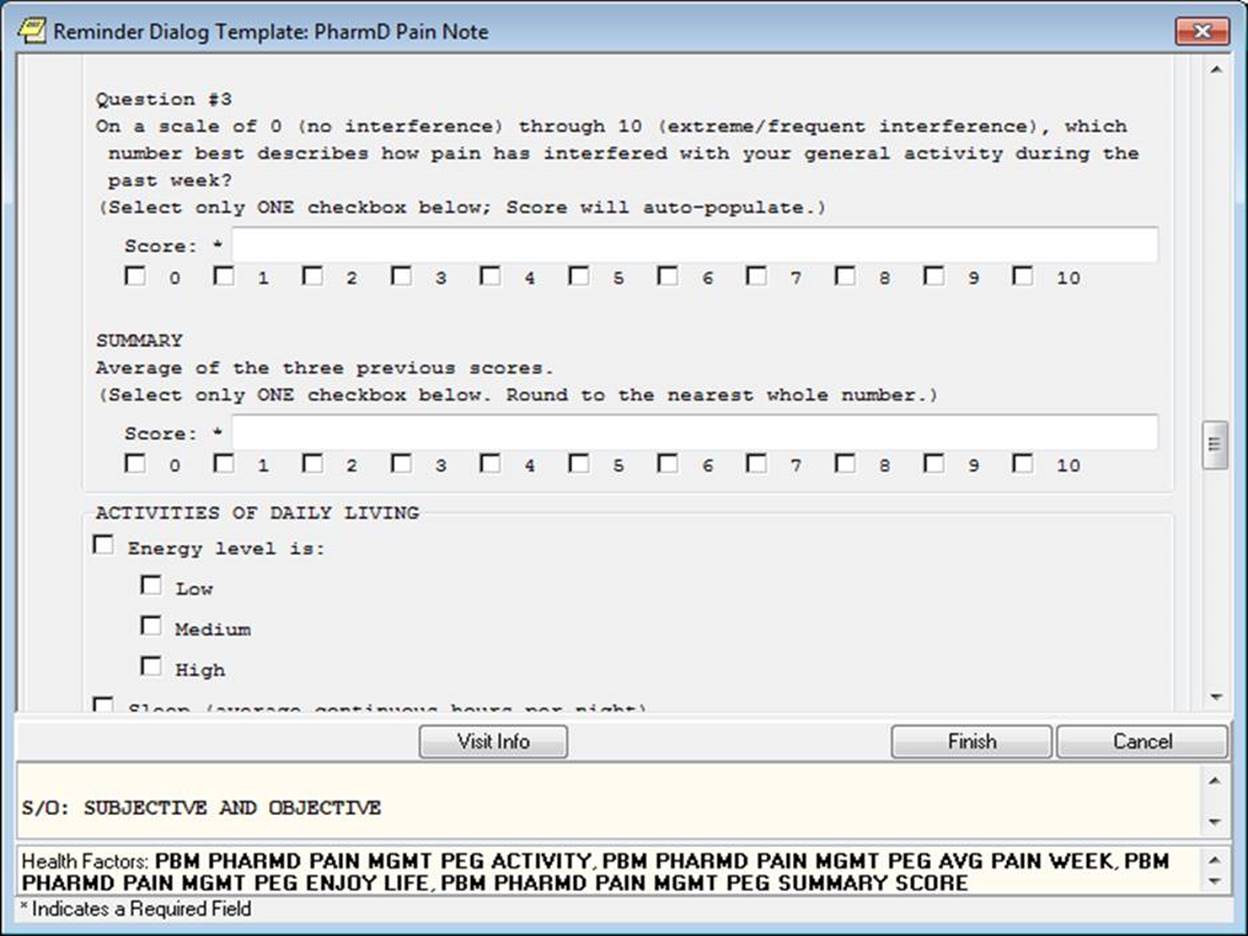 Reminder Dialog Template: PharmD Pain Note
Question #3
On a scale of 0 (no interference) through 10 (extreme/frequent interference), which
number best describes how pain has interfered with your general activity during the
past week?
(Select only ONE checkbox below; Score will auto-populate.)
Score: *
0 1 2 3 4 5 6 7 8 9 10
SUMMARY
Average of the three previous scores.
(Select only ONE checkbox below. Round to the nearest whole number.)
Score: *
0 1 2 3 4 5 6 7 8 9 10
ACTIVITIES OF DAILY LIVING
Energy level is:
Low
Medium
High
Sleep (average continuous hours per night)
Visit Info Finish Cancel
S/O: SUBJECTIVE AND OBJECTIVE
Health Factors: PBM PHARMD PAIN MGMT PEG ACTIVITY, PBM PHARMD PAIN MGMT PEG AVG PAIN WEEK, PBM
PHARMD PAIN MGMT PEG ENJOY LIFE, PBM PHARMD PAIN MGMT PEG SUMMARY SCORE
* Indicates a Required Field